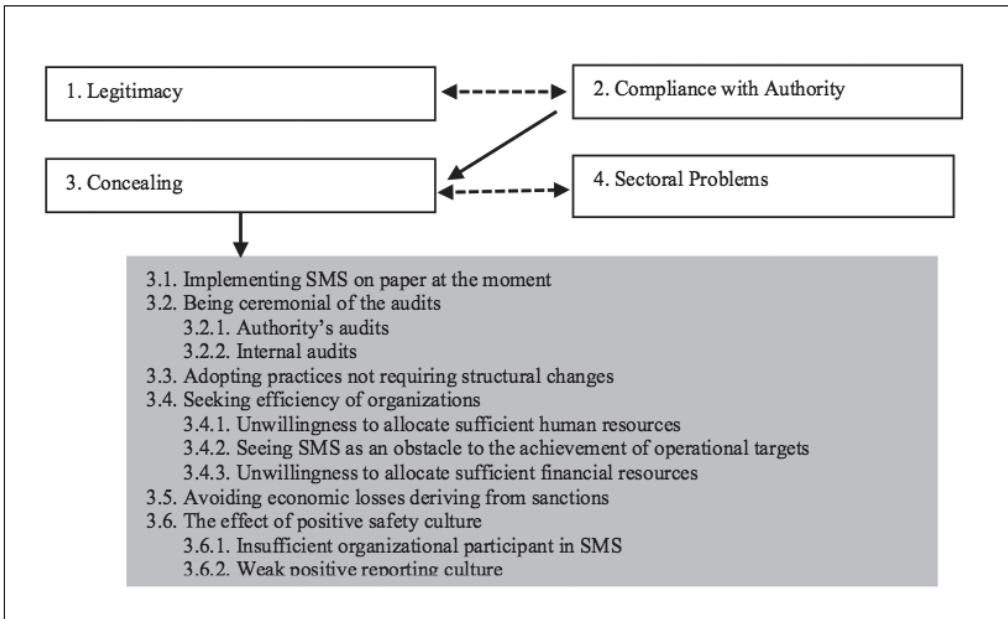 1. Legitimacy
2. Compliance with Authority
3. Concealing
4. Sectoral Problems
3.1. Implementing SMS on paper at the moment
3.2. Being ceremonial of the audits
3.2.1. Authority's audits
3.2.2. Internal audits
3.3. Adopting practices not requiring structural changes
3.4. Seeking efficiency of organizations
3.4.1. Unwillingness to allocate sufficient human resources
3.4.2. Seeing SMS as an obstacle to the achievement of operational targets
3.4.3. Unwillingness to allocate sufficient financial resources
3.5. Avoiding economic losses deriving from sanctions
3.6. The effect of positive safety culture
3.6.1. Insufficient organizational participant in SMS
3.6.2. Weak positive reporting culture